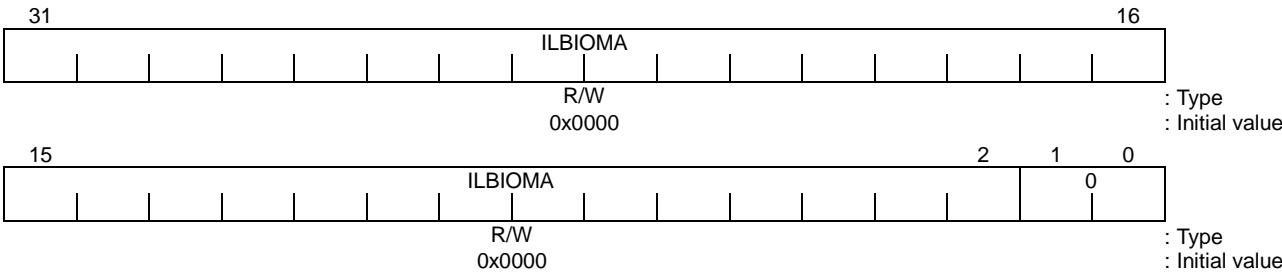 31 16
ILBIOMA
R/W : Type
0x0000 : Initial value
15 2 1 0
ILBIOMA 0
R/W : Type
0x0000 : Initial value